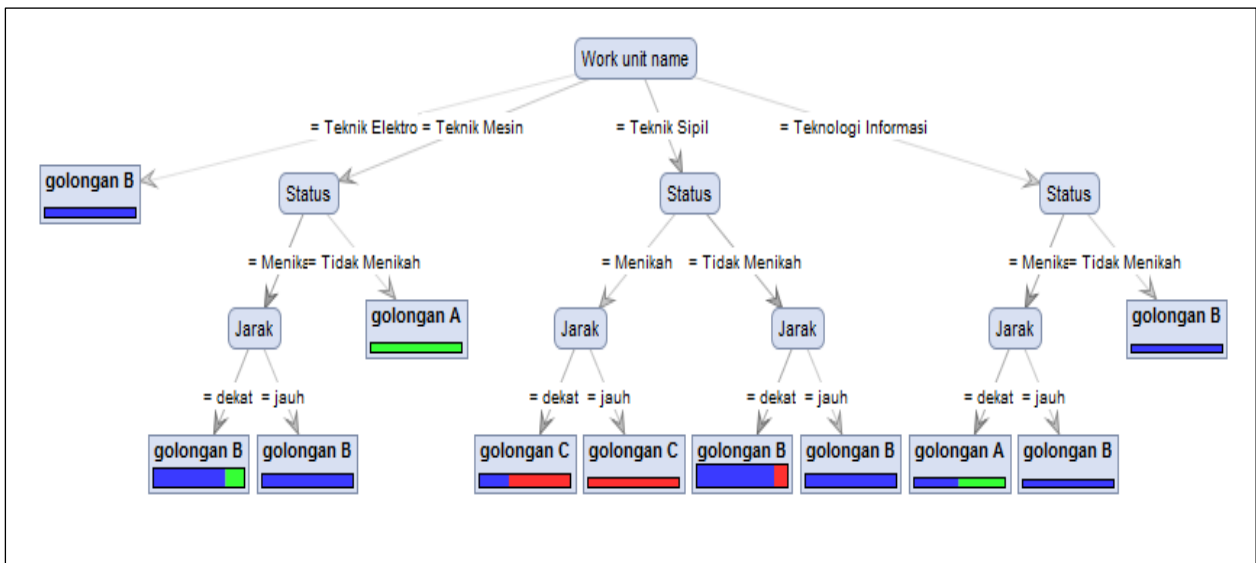 Work unit name
= Teknik Elektro = Teknik Mesin = Teknik Sipil = Teknologi Informasi
golongan B Status Status Status
= Menika = Tidak Menikah = Menikah = Tidak Menikah = Menika = Tidak Menikah
Jarak golongan A Jarak Jarak Jarak golongan B
= dekat = jauh = dekat = jauh = dekat = jauh = dekat = jauh
golongan B golongan B golongan C golongan C golongan B golongan B golongan A golongan B